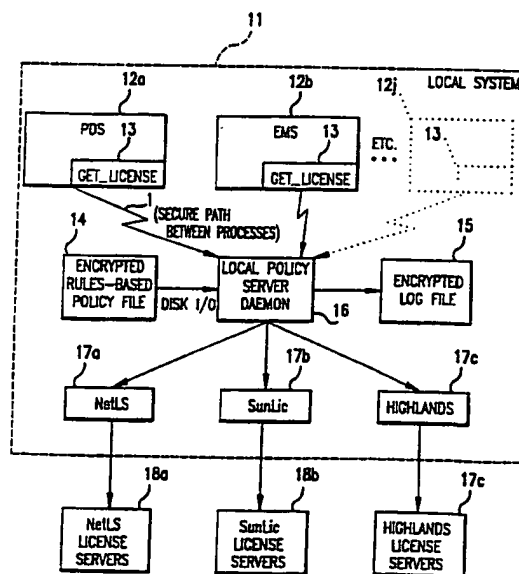 11
12a
12b
12j
LOCAL SYSTEM
PDS
13
GET_LICENSE
EMS
13
GET_LICENSE
ETC.
13
1
(SECURE PATH
BETWEEN PROCESSES)
14
15
ENCRYPTED
RULES-BASED
POLICY FILE
DISK I/O
LOCAL POLICY
SERVER
DAEMON
16
ENCRYPTED
LOG FILE
17a
17b
17c
NetLS
SunLic
HIGHLANDS
18a
18b
17c
NetLS
LICENSE
SERVERS
SunLic
LICENSE
SERVERS
HIGHLANDS
LICENSE
SERVERS